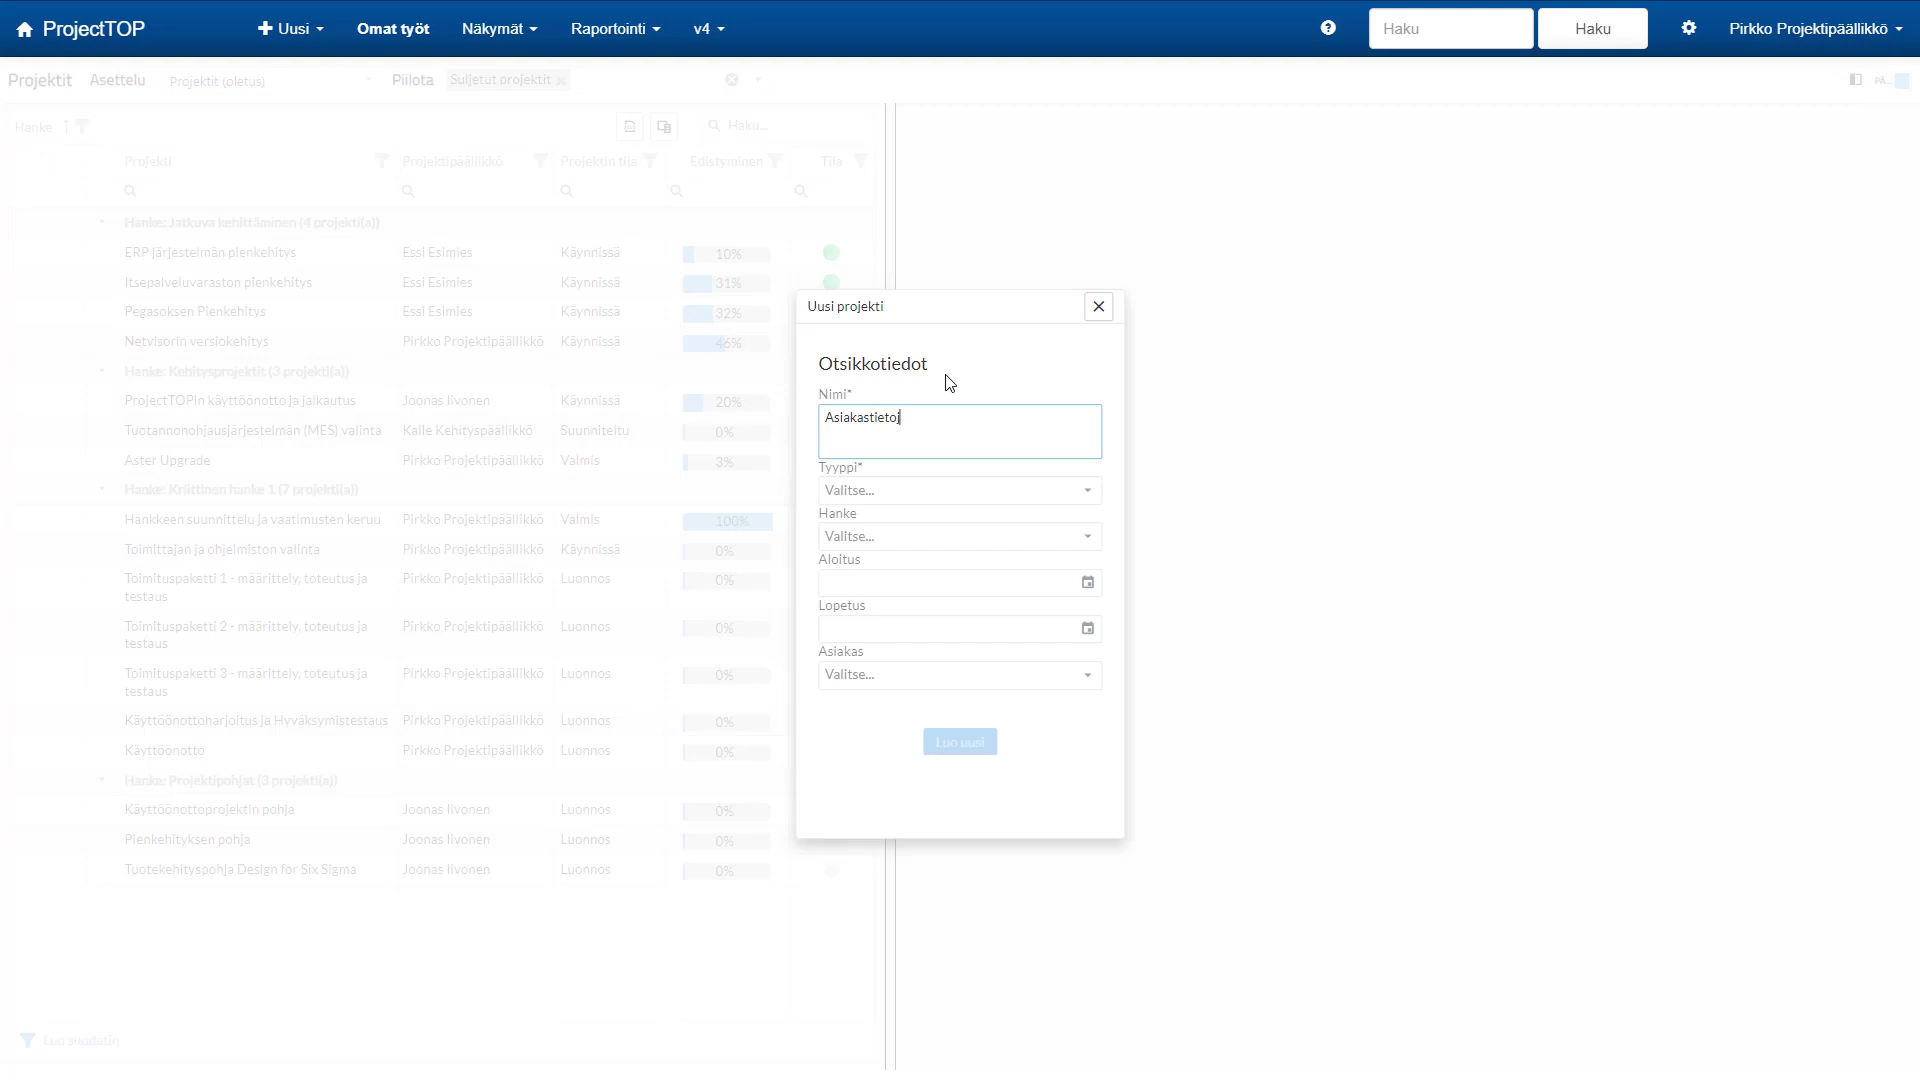 ProjectTOP
Uusi
Omat työt
Näkymät
Raportointi
v4
Haku
Haku
Pirkko Projektipäällikkö
Projektit
Asettelu
Projektit (oletus)
Piilota
Suljetut projektit
PÄ...
Hanke
Haku...
Projekti
Projektipäällikkö
Projektin tila
Edistyminen
Tila
Hanke: Jatkuva kehittäminen (4 projekti(a))
ERP järjestelmän pienkehitys Essi Esimies Käynnissä 10%
Itsepalveluvaraston pienkehitys Essi Esimies Käynnissä 31%
Pegasoksen Pienkehitys Essi Esimies Käynnissä 32%
Netvisorin versiokehitys Pirkko Projektipäällikkö Käynnissä 46%
Hanke: Kehitysprojektit (3 projekti(a))
ProjectTOPin käyttöönotto ja jalkautus Joonas Iivonen Käynnissä 20%
Tuotannonohjausjärjestelmän (MES) valinta Kalle Kehityspäällikkö Suunniteltu 0%
Aster Upgrade Pirkko Projektipäällikkö Valmis 3%
Hanke: Kriittinen hanke 1 (7 projekti(a))
Hankkeen suunnittelu ja vaatimusten keruu Pirkko Projektipäällikkö Valmis 100%
Toimittajan ja ohjelmiston valinta Pirkko Projektipäällikkö Käynnissä 0%
Toimituspaketti 1 - määrittely, toteutus ja Pirkko Projektipäällikkö Luonnos 0%
testaus
Toimituspaketti 2 - määrittely, toteutus ja Pirkko Projektipäällikkö Luonnos 0%
testaus
Toimituspaketti 3 - määrittely, toteutus ja Pirkko Projektipäällikkö Luonnos 0%
testaus
Käyttöönottoharjoitus ja Hyväksymistestaus Pirkko Projektipäällikkö Luonnos 0%
Käyttöönotto Pirkko Projektipäällikkö Luonnos 0%
Hanke: Projektipohjat (3 projekti(a))
Käyttöönottoprojektin pohja Joonas Iivonen Luonnos 0%
Pienkehityksen pohja Joonas Iivonen Luonnos 0%
Tuotekehityspohja Design for Six Sigma Joonas Iivonen Luonnos 0%
Luo suodatin
Uusi projekti
Otsikkotiedot
Nimi*
Asiakastietoj
Tyyppi*
Valitse...
Hanke
Valitse...
Aloitus
Lopetus
Asiakas
Valitse...
Luo uusi